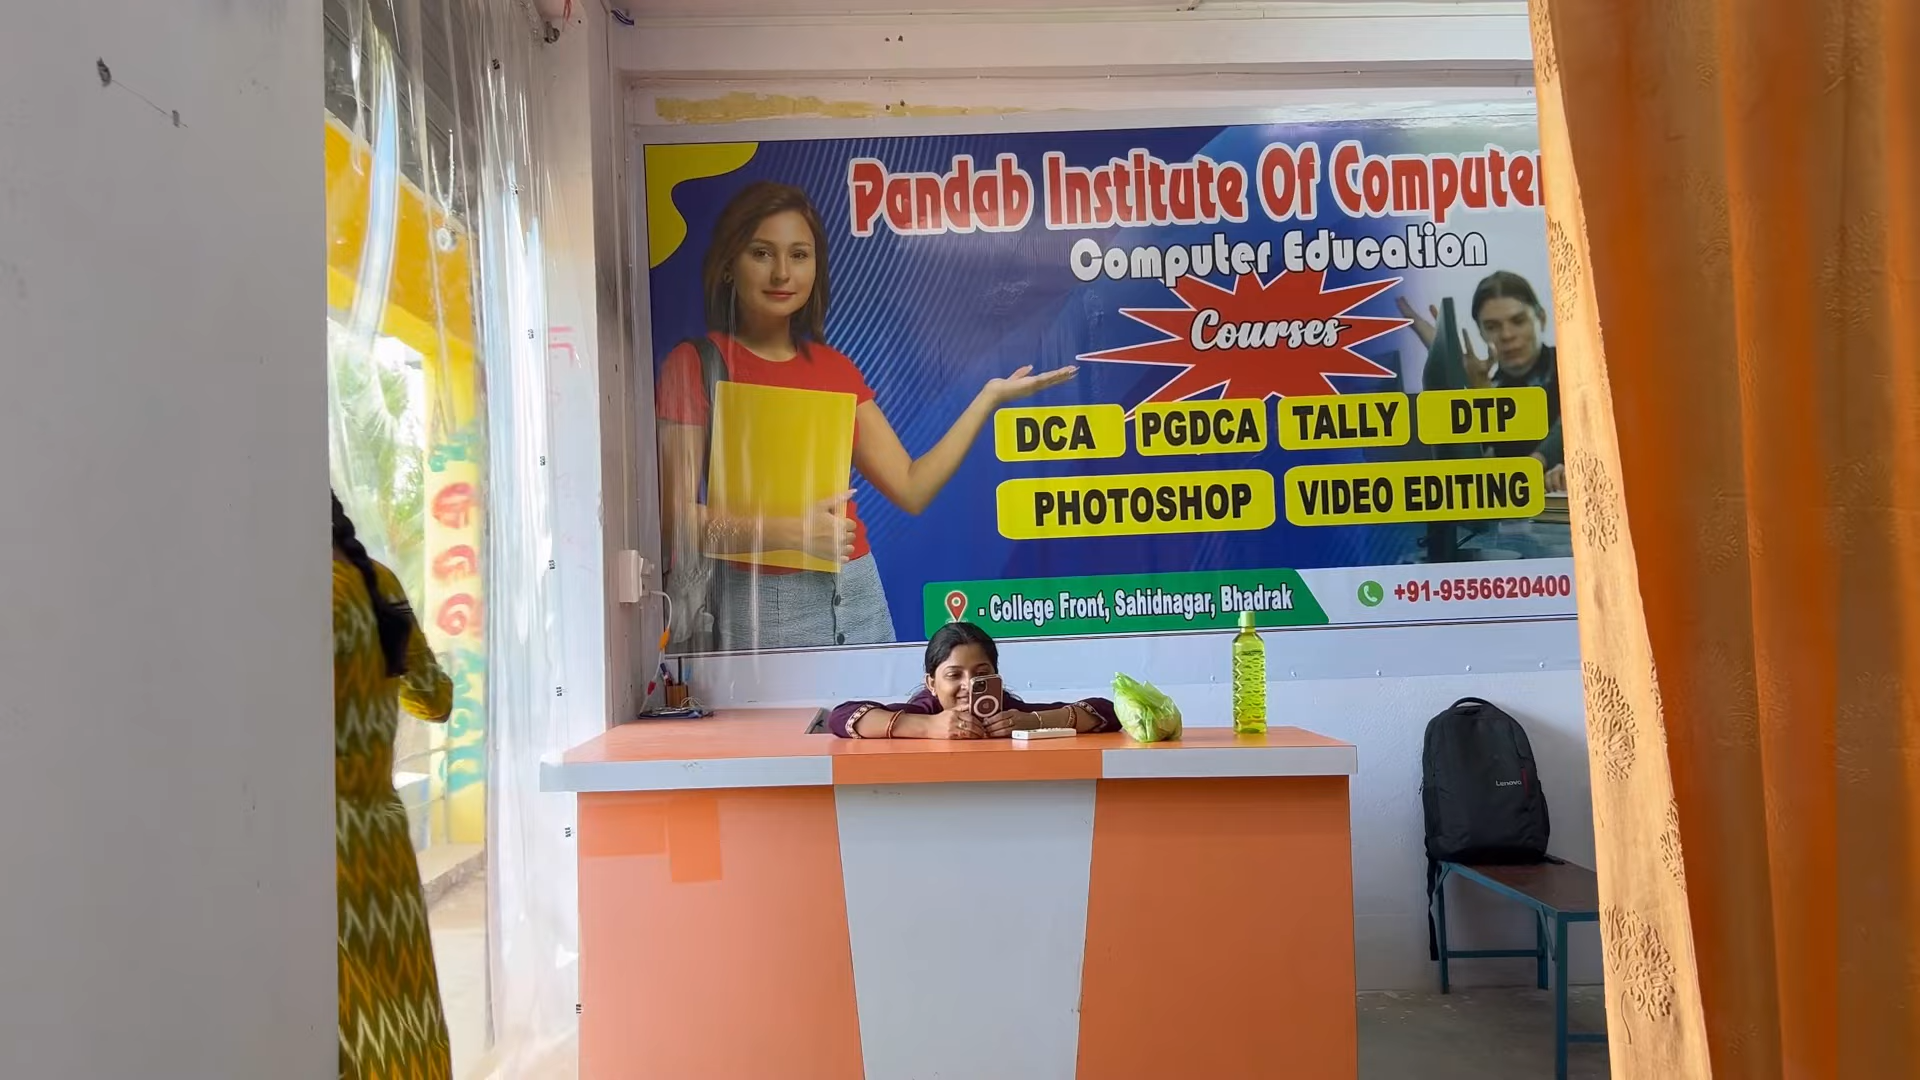 Pandab Institute Of Computer
Computer Education
Courses
DCA PGDCA TALLY DTP
PHOTOSHOP VIDEO EDITING
- College Front, Sahidnagar, Bhadrak
+91-9556620400
Lenovo